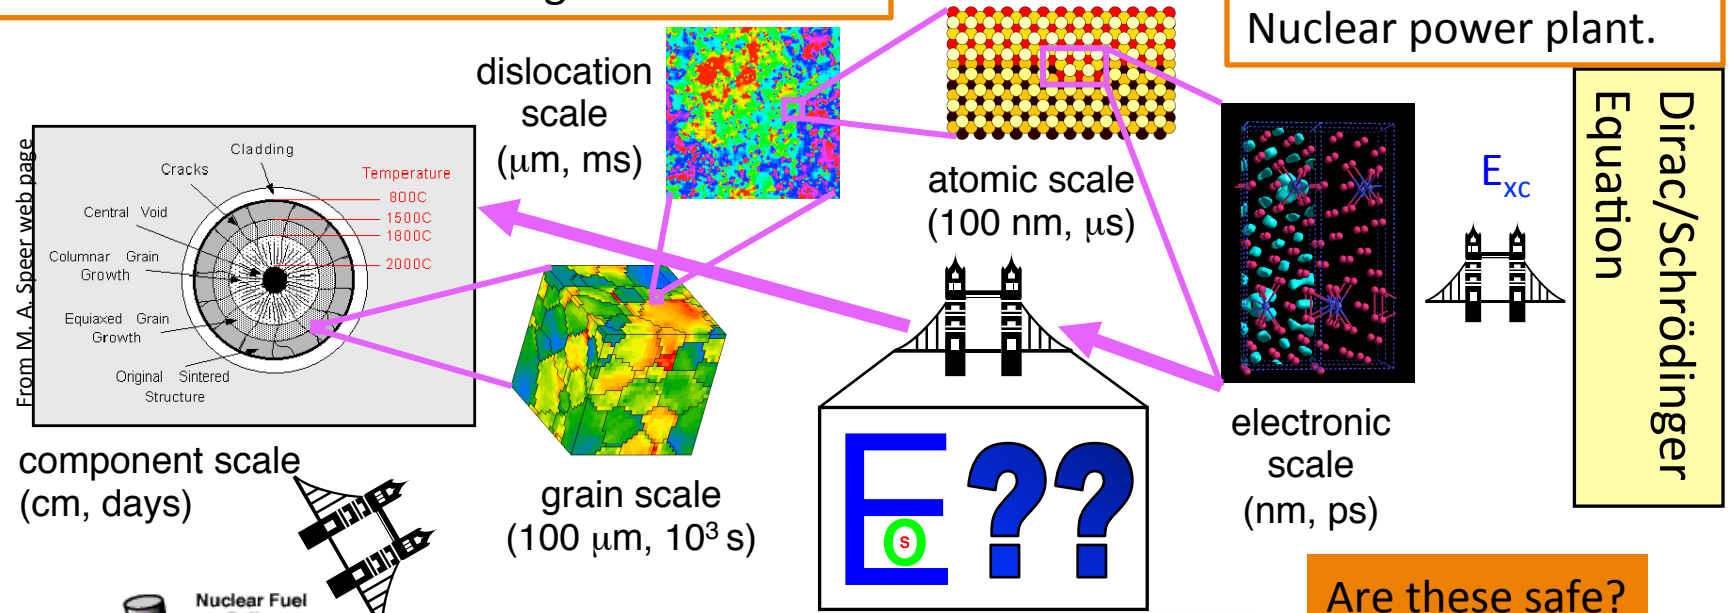 Nuclear power plant.
dislocation
scale
(μm, ms)
atomic scale
(100 nm, μs)
Exc
Dirac/Schrödinger
Equation
From M. A. Speer web page
Cladding
Cracks
Temperature
800C
Central Void
1500C
1800C
Columnar Grain
Growth
2000C
Equiaxed Grain
Growth
Original Sintered
Structure
component scale
(cm, days)
grain scale
(100 μm, 10³ s)
E
O
S
??
electronic
scale
(nm, ps)
Are these safe?
Nuclear Fuel